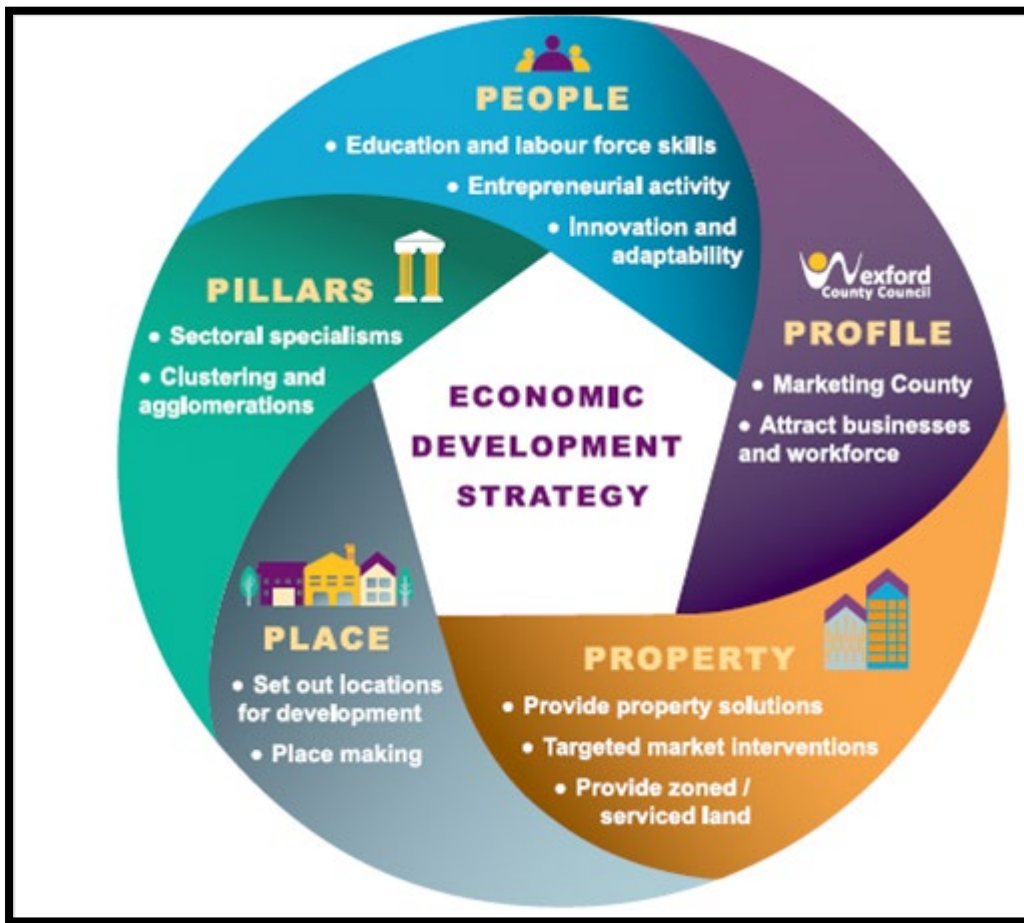 PEOPLE
• Education and labour force skills
• Entrepreneurial activity
• Innovation and
adaptability
Wexford
County Council
PROFILE
• Marketing County
• Attract businesses
and workforce
PROPERTY
• Provide property solutions
• Targeted market interventions
• Provide zoned /
serviced land
PLACE
• Set out locations
for development
• Place making
PILLARS
• Sectoral specialisms
• Clustering and
agglomerations
ECONOMIC
DEVELOPMENT
STRATEGY